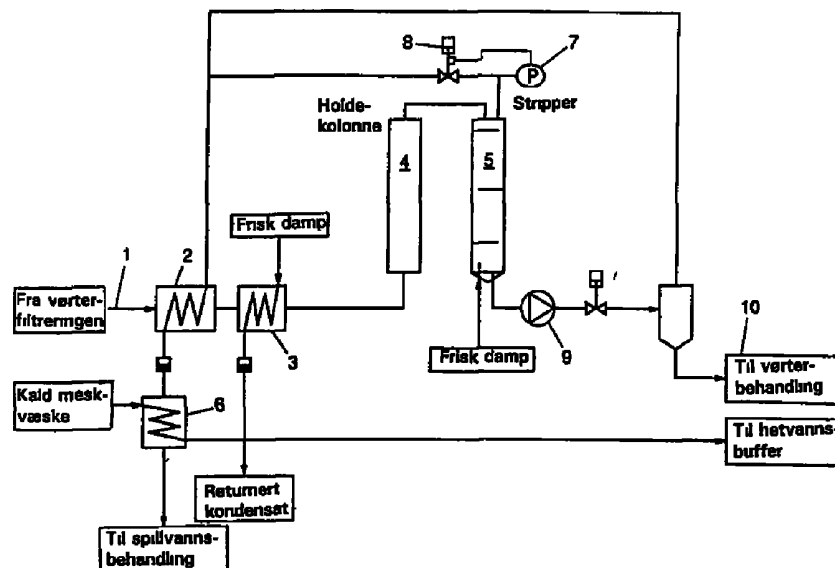 8
7
P
Stripper
Holde-
kolonne
4
5
Frisk damp
1
2
Fra vørter-
filtreringen
3
9
Frisk damp
10
Til vørter-
behandling
Kald mesk-
væske
6
Til hetvanns-
buffer
Returnert
kondensat
Til spillvanns-
behandling